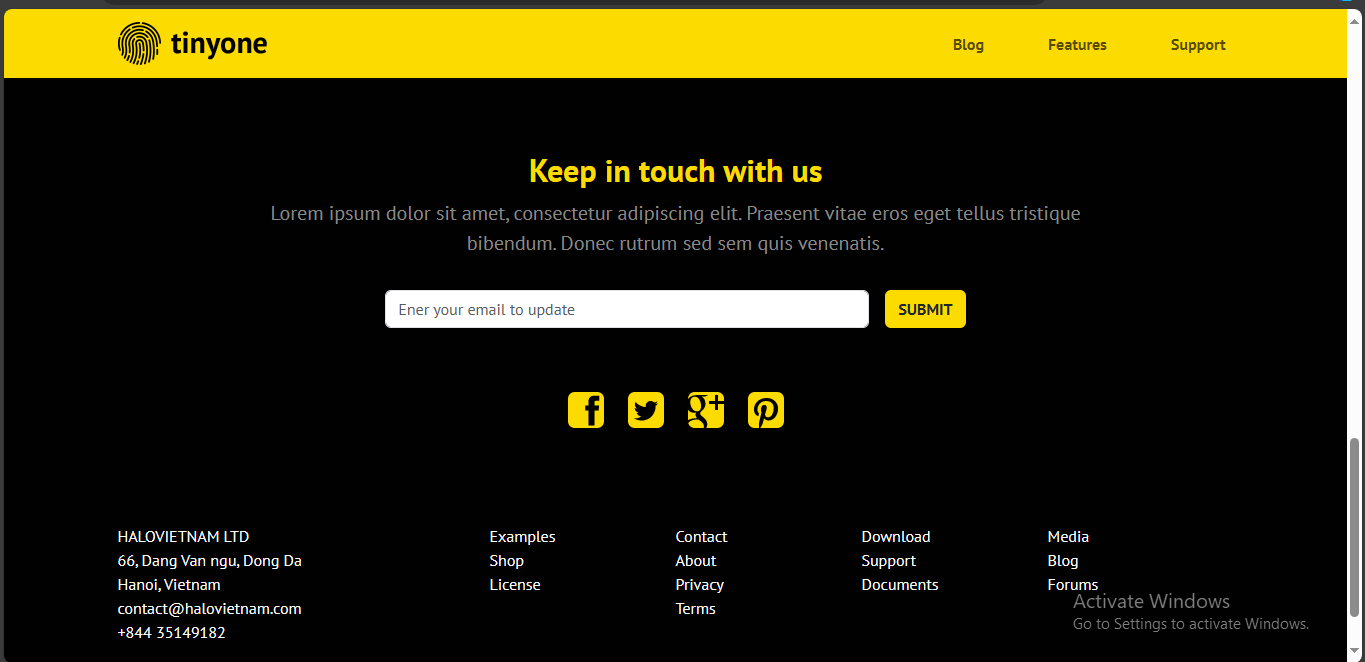 tinyone
Blog Features Support
Keep in touch with us
Lorem ipsum dolor sit amet, consectetur adipiscing elit. Praesent vitae eros eget tellus tristique
bibendum. Donec rutrum sed sem quis venenatis.
Ener your email to update
SUBMIT
HALOVIETNAM LTD
66, Dang Van ngu, Dong Da
Hanoi, Vietnam
contact@halovietnam.com
+844 35149182
Examples
Shop
License
Contact
About
Privacy
Terms
Download
Support
Documents
Media
Blog
Forums
Activate Windows
Go to Settings to activate Windows.